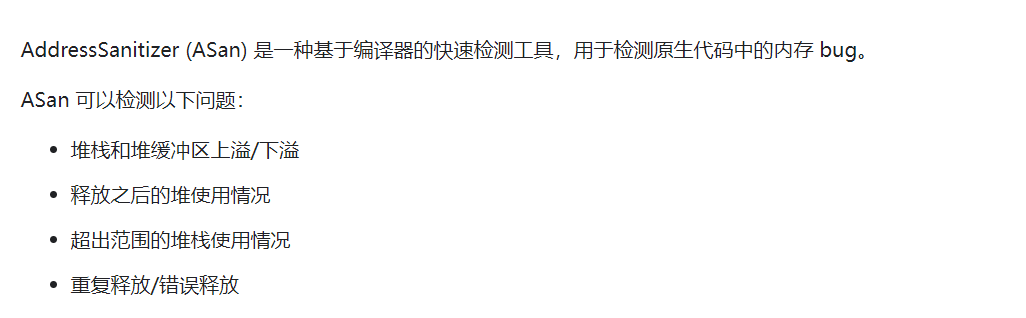 AddressSanitizer (ASan) 是一种基于编译器的快速检测工具，用于检测原生代码中的内存 bug。
ASan 可以检测以下问题：
• 堆栈和堆缓冲区上溢/下溢
• 释放之后的堆使用情况
• 超出范围的堆栈使用情况
• 重复释放/错误释放